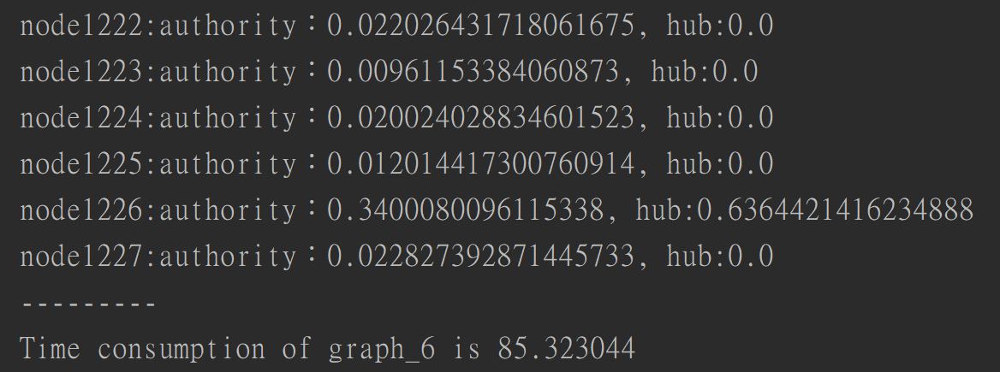 node1222:authority：0.022026431718061675, hub:0.0
node1223:authority：0.00961153384060873, hub:0.0
node1224:authority：0.020024028834601523, hub:0.0
node1225:authority：0.012014417300760914, hub:0.0
node1226:authority：0.3400080096115338, hub:0.6364421416234888
node1227:authority：0.022827392871445733, hub:0.0
---------
Time consumption of graph_6 is 85.323044